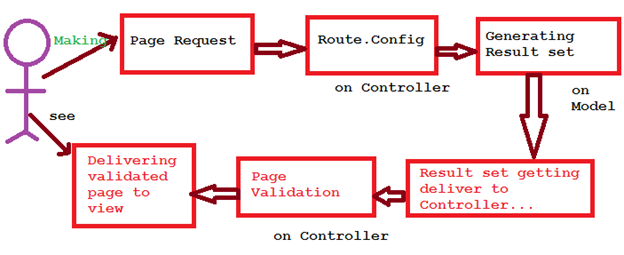 Making
Page Request
Route.Config
Generating
Result set
on Controller
on
Model
see
Delivering
validated
page to
view
Page
Validation
Result set getting
deliver to
Controller...
on Controller